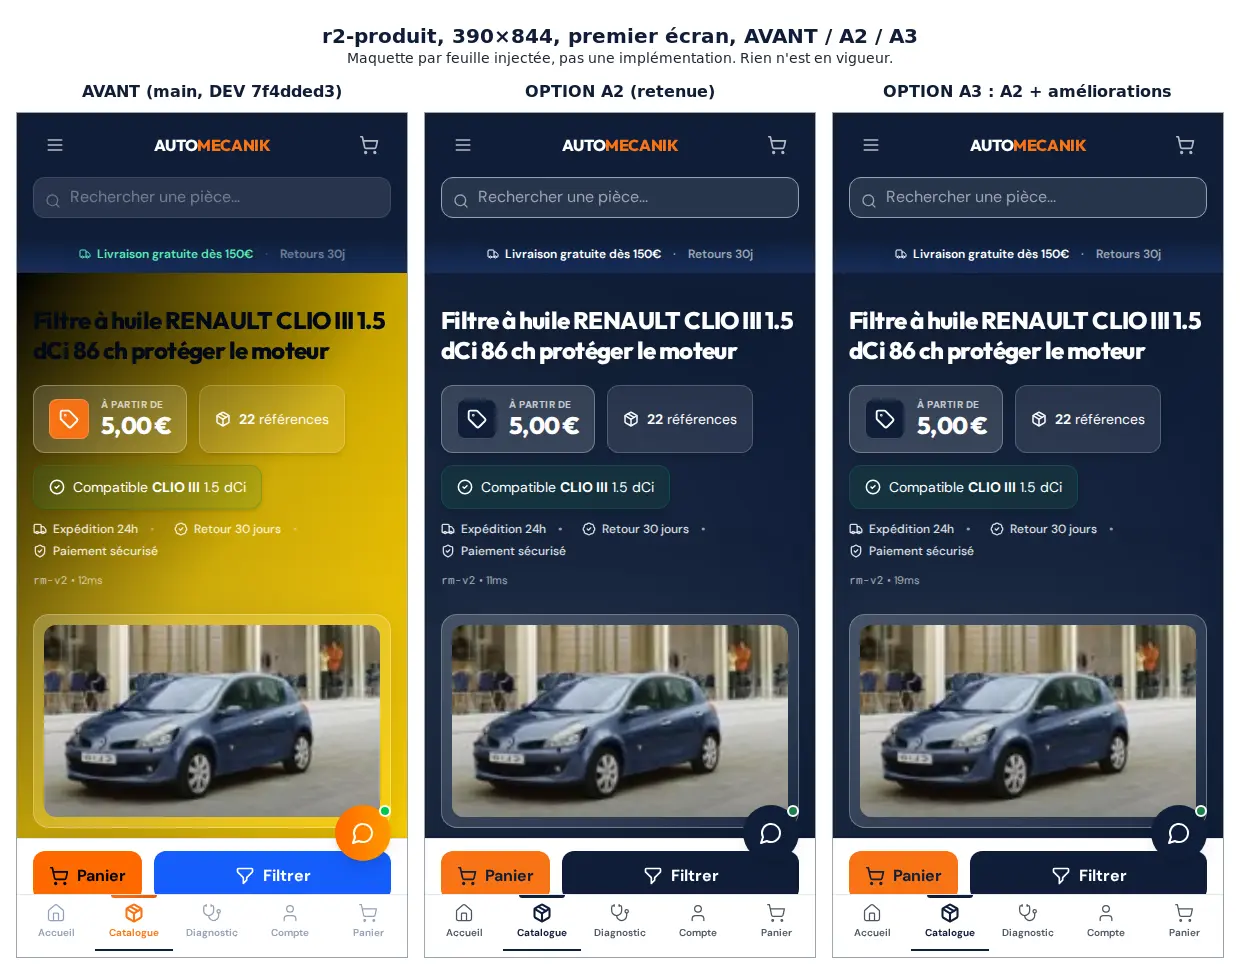 r2-produit, 390×844, premier écran, AVANT / A2 / A3
Maquette par feuille injectée, pas une implémentation. Rien n'est en vigueur.
AVANT (main, DEV 7f4dded3)
AUTOMECANIK
Rechercher une pièce...
Livraison gratuite dès 150€ · Retours 30j
Filtre à huile RENAULT CLIO III 1.5
dCi 86 ch protéger le moteur
À PARTIR DE
5,00 €
22 références
Compatible CLIO III 1.5 dCi
Expédition 24h • Retour 30 jours •
Paiement sécurisé
rm-v2 • 12ms
Panier
Filtrer
Accueil
Catalogue
Diagnostic
Compte
Panier
OPTION A2 (retenue)
AUTOMECANIK
Rechercher une pièce...
Livraison gratuite dès 150€ · Retours 30j
Filtre à huile RENAULT CLIO III 1.5
dCi 86 ch protéger le moteur
À PARTIR DE
5,00 €
22 références
Compatible CLIO III 1.5 dCi
Expédition 24h • Retour 30 jours •
Paiement sécurisé
rm-v2 • 11ms
Panier
Filtrer
Accueil
Catalogue
Diagnostic
Compte
Panier
OPTION A3 : A2 + améliorations
AUTOMECANIK
Rechercher une pièce...
Livraison gratuite dès 150€ · Retours 30j
Filtre à huile RENAULT CLIO III 1.5
dCi 86 ch protéger le moteur
À PARTIR DE
5,00 €
22 références
Compatible CLIO III 1.5 dCi
Expédition 24h • Retour 30 jours •
Paiement sécurisé
rm-v2 • 19ms
Panier
Filtrer
Accueil
Catalogue
Diagnostic
Compte
Panier